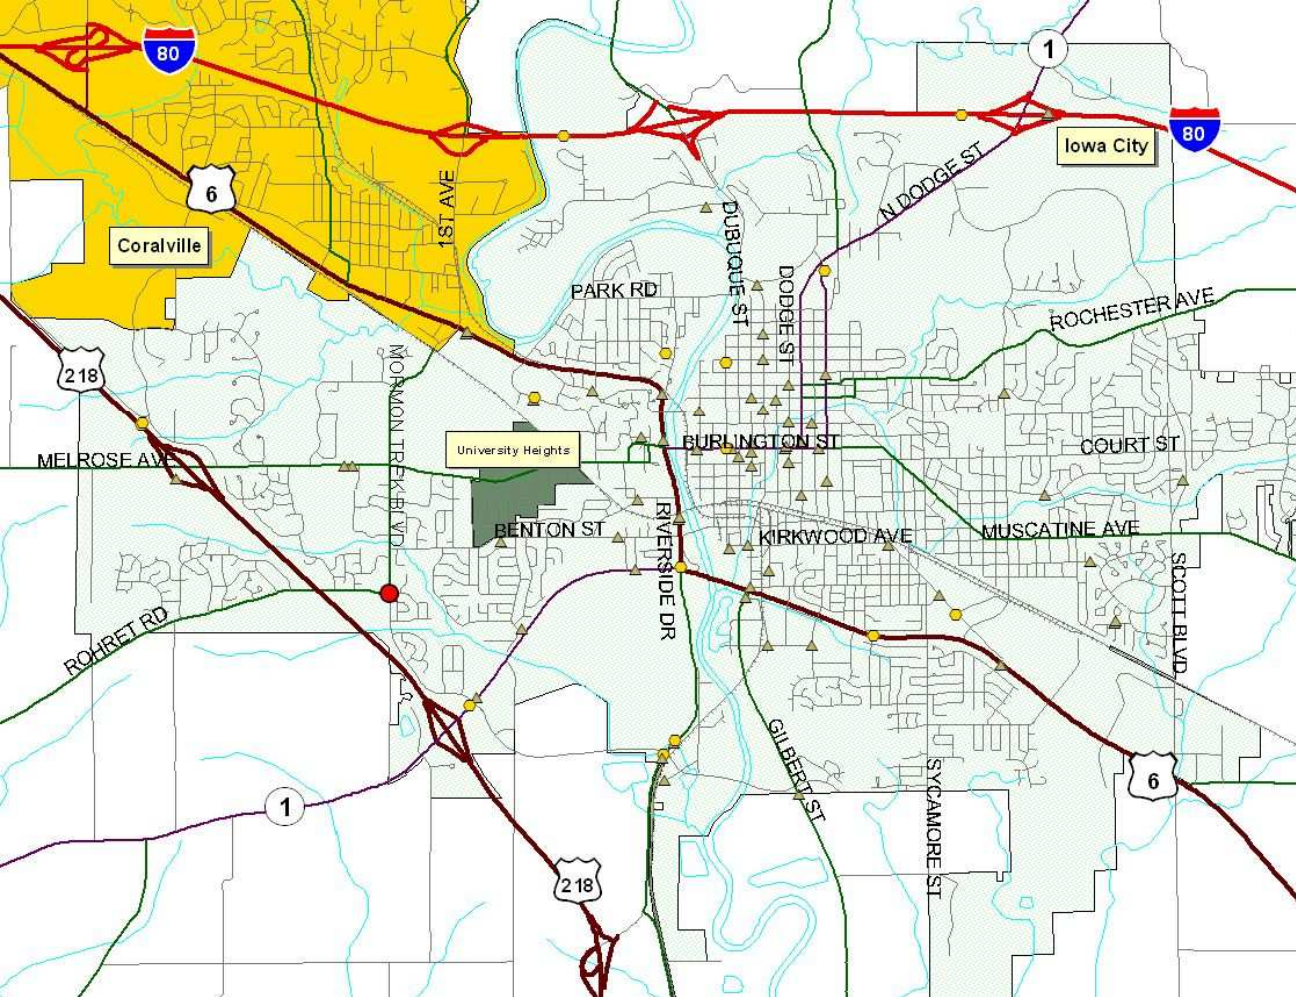 80
1
80
Iowa City
N DODGE ST
6
1ST AVE
Coralville
DUBUQUE ST
DODGE ST
PARK RD
ROCHESTER AVE
218
MORMON TREK BLVD
MELROSE AVE
University Heights
BURLINGTON ST
COURT ST
BENTON ST
RIVERSIDE DR
KIRKWOOD AVE
MUSCATINE AVE
SCOTT BLVD
ROHRET RD
GILBERT ST
SYCAMORE ST
6
1
218